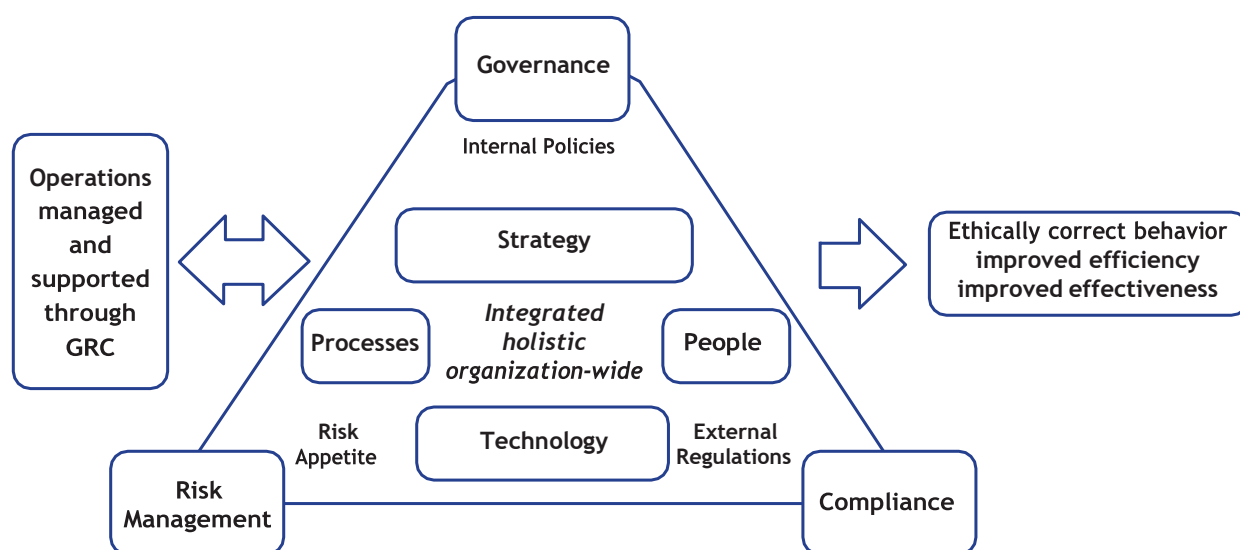 Governance
Internal Policies
Operations
managed
and
supported
through
GRC
Strategy
Ethically correct behavior
improved efficiency
improved effectiveness
Processes
Integrated
holistic
organization-wide
People
Risk
Appetite
Technology
External
Regulations
Risk
Management
Compliance